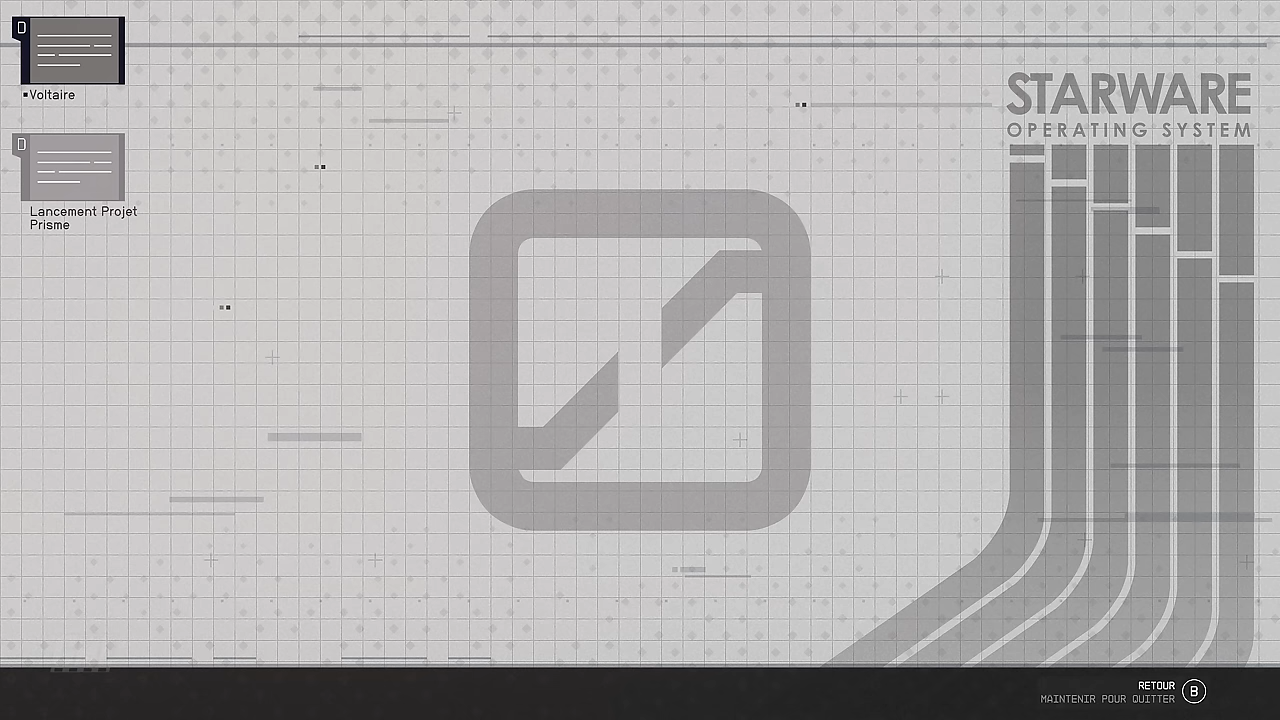 D
Voltaire
D
Lancement Projet
Prisme
STARWARE
OPERATING SYSTEM
RETOUR
MAINTENIR POUR QUITTER
B